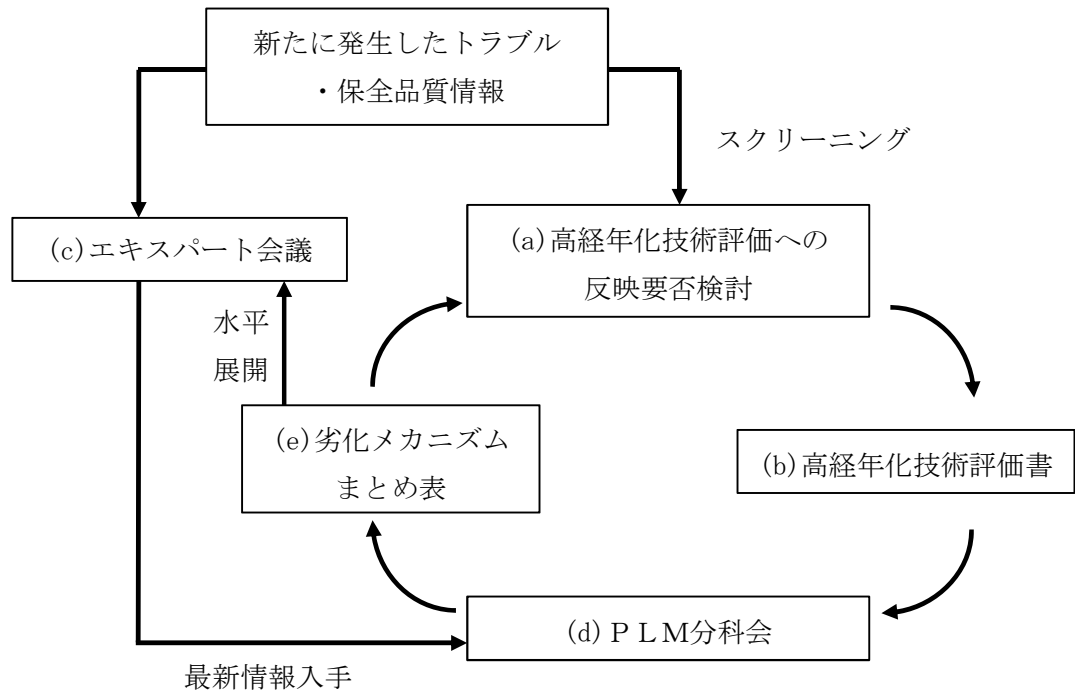 新たに発生したトラブル
・保全品質情報
スクリーニング
(c)エキスパート会議
(a)高経年化技術評価への
反映要否検討
水平
展開
(e)劣化メカニズム
まとめ表
(b)高経年化技術評価書
(d)ＰＬＭ分科会
最新情報入手